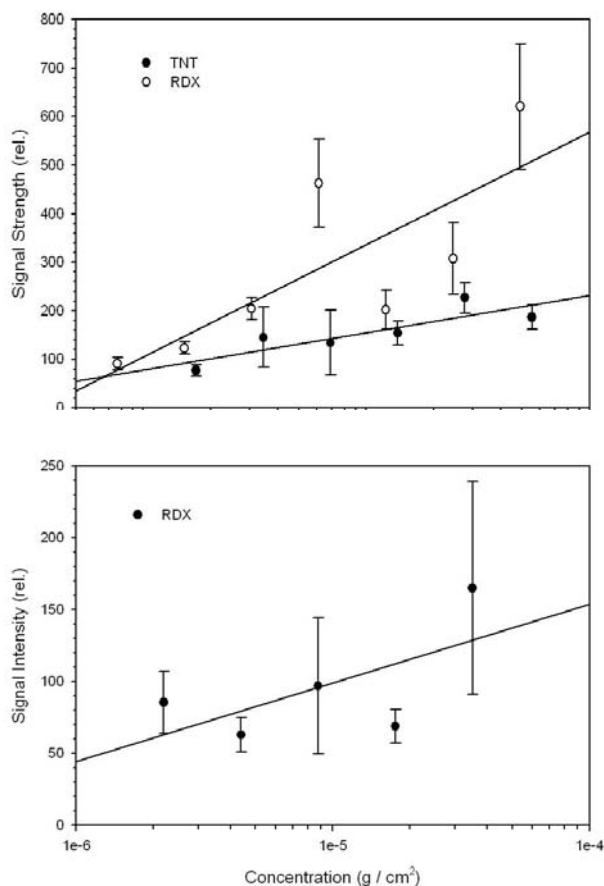 800
700
600
500
400
300
200
100
0
Signal Strength (rel.)
TNT
RDX
250
200
150
100
50
0
Signal Intensity (rel.)
RDX
1e-6
1e-5
1e-4
Concentration (g / cm²)